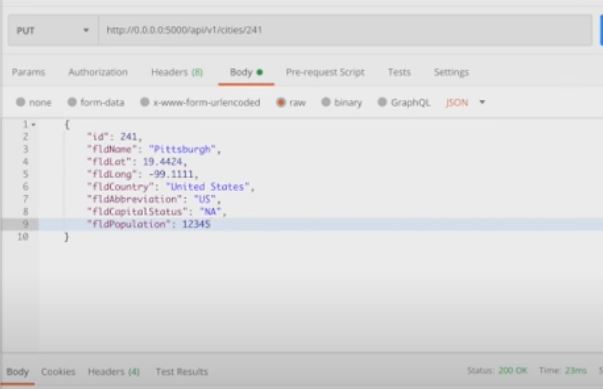 PUT http://0.0.0.0:5000/api/v1/cities/241
Params Authorization Headers (8) Body Pre-request Script Tests Settings
none form-data x-www-form-urlencoded raw binary GraphQL JSON
1 {
2 "id": 241,
3 "fldName": "Pittsburgh",
4 "fldLat": 19.4424,
5 "fldLong": -99.1111,
6 "fldCountry": "United States",
7 "fldAbbreviation": "US",
8 "fldCapitalStatus": "NA",
9 "fldPopulation": 12345
10 }
Body Cookies Headers (4) Test Results Status: 200 OK Time: 23ms